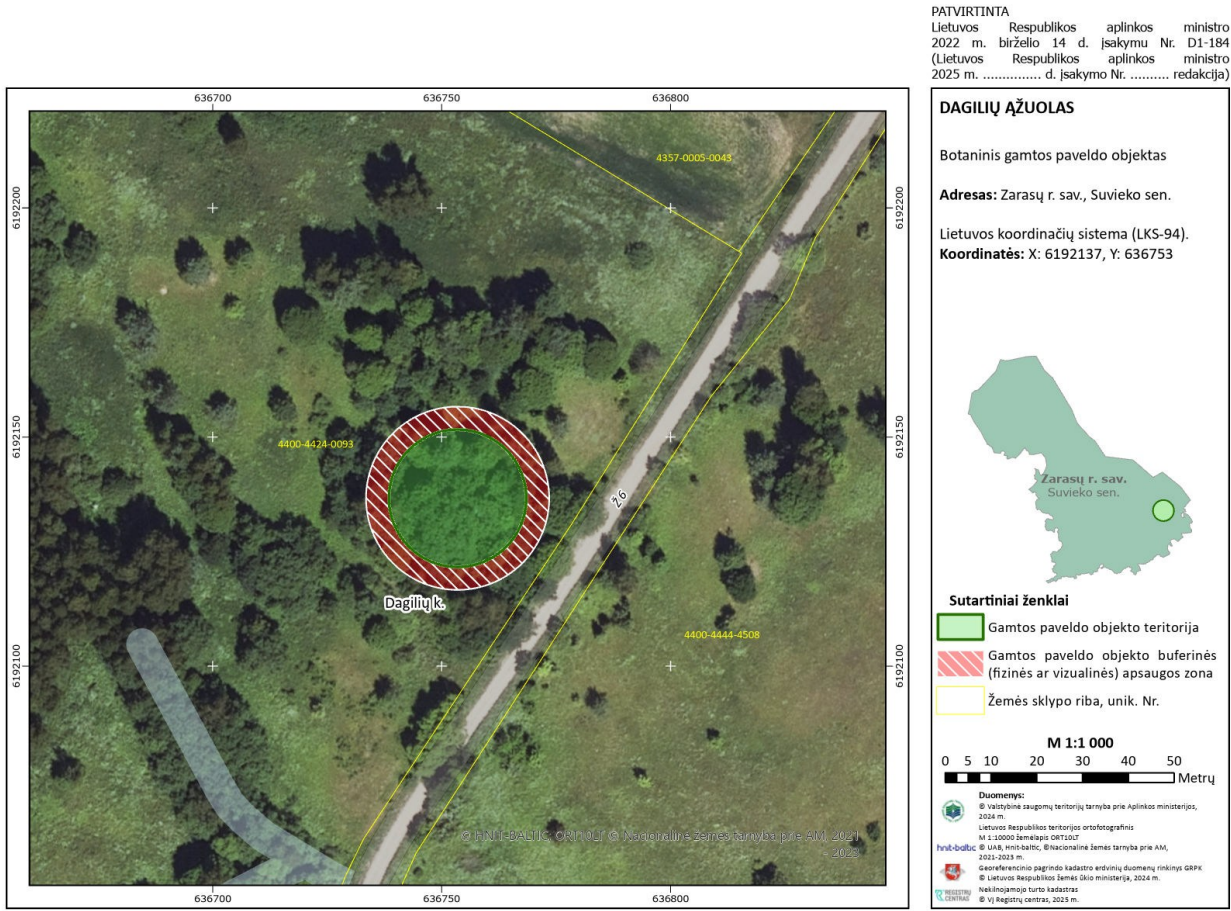 PATVIRTINTA
Lietuvos Respublikos aplinkos ministro
2022 m. birželio 14 d. įsakymu Nr. D1-184
(Lietuvos Respublikos aplinkos ministro
2025 m. ............... d. įsakymo Nr. .......... redakcija)
636700 636750 636800
6192200
6192150
6192100
6192200
6192150
6192100
4357-0005-0043
4400-4424-0093
Ž6
Dagilių k.
4400-4444-4508
© HNIT-BALTIC, ORT10LT © Nacionalinė žemės tarnyba prie AM, 2021
- 2023
636700 636750 636800
DAGILIŲ ĄŽUOLAS
Botaninis gamtos paveldo objektas
Adresas: Zarasų r. sav., Suvieko sen.
Lietuvos koordinačių sistema (LKS-94).
Koordinatės: X: 6192137, Y: 636753
Zarasų r. sav.
Suvieko sen.
Sutartiniai ženklai
Gamtos paveldo objekto teritorija
Gamtos paveldo objekto buferinės
(fizinės ar vizualinės) apsaugos zona
Žemės sklypo riba, unik. Nr.
M 1:1 000
0 5 10 20 30 40 50
Metrų
Duomenys:
© Valstybinė saugomų teritorijų tarnyba prie Aplinkos ministerijos,
2024 m.
Lietuvos Respublikos teritorijos ortofotografinis
M 1:10000 žemėlapis ORT10LT
hnit-baltic © UAB, Hnit-baltic, ©Nacionalinė žemės tarnyba prie AM,
2021-2023 m.
Georeferencinio pagrindo kadastro erdvinių duomenų rinkinys GRPK
© Lietuvos Respublikos žemės ūkio ministerija, 2024 m.
REGISTRŲ CENTRAS
Nekilnojamojo turto kadastras
© VĮ Registrų centras, 2025 m.